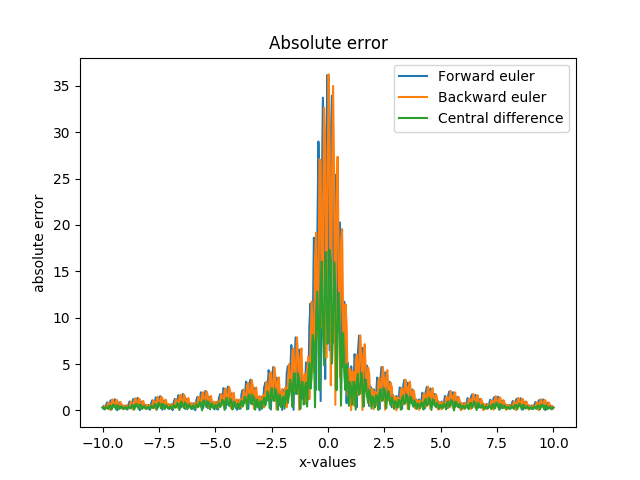 Absolute error
Forward euler
Backward euler
Central difference
absolute error
35
30
25
20
15
10
5
0
−10.0
−7.5
−5.0
−2.5
0.0
2.5
5.0
7.5
10.0
x-values